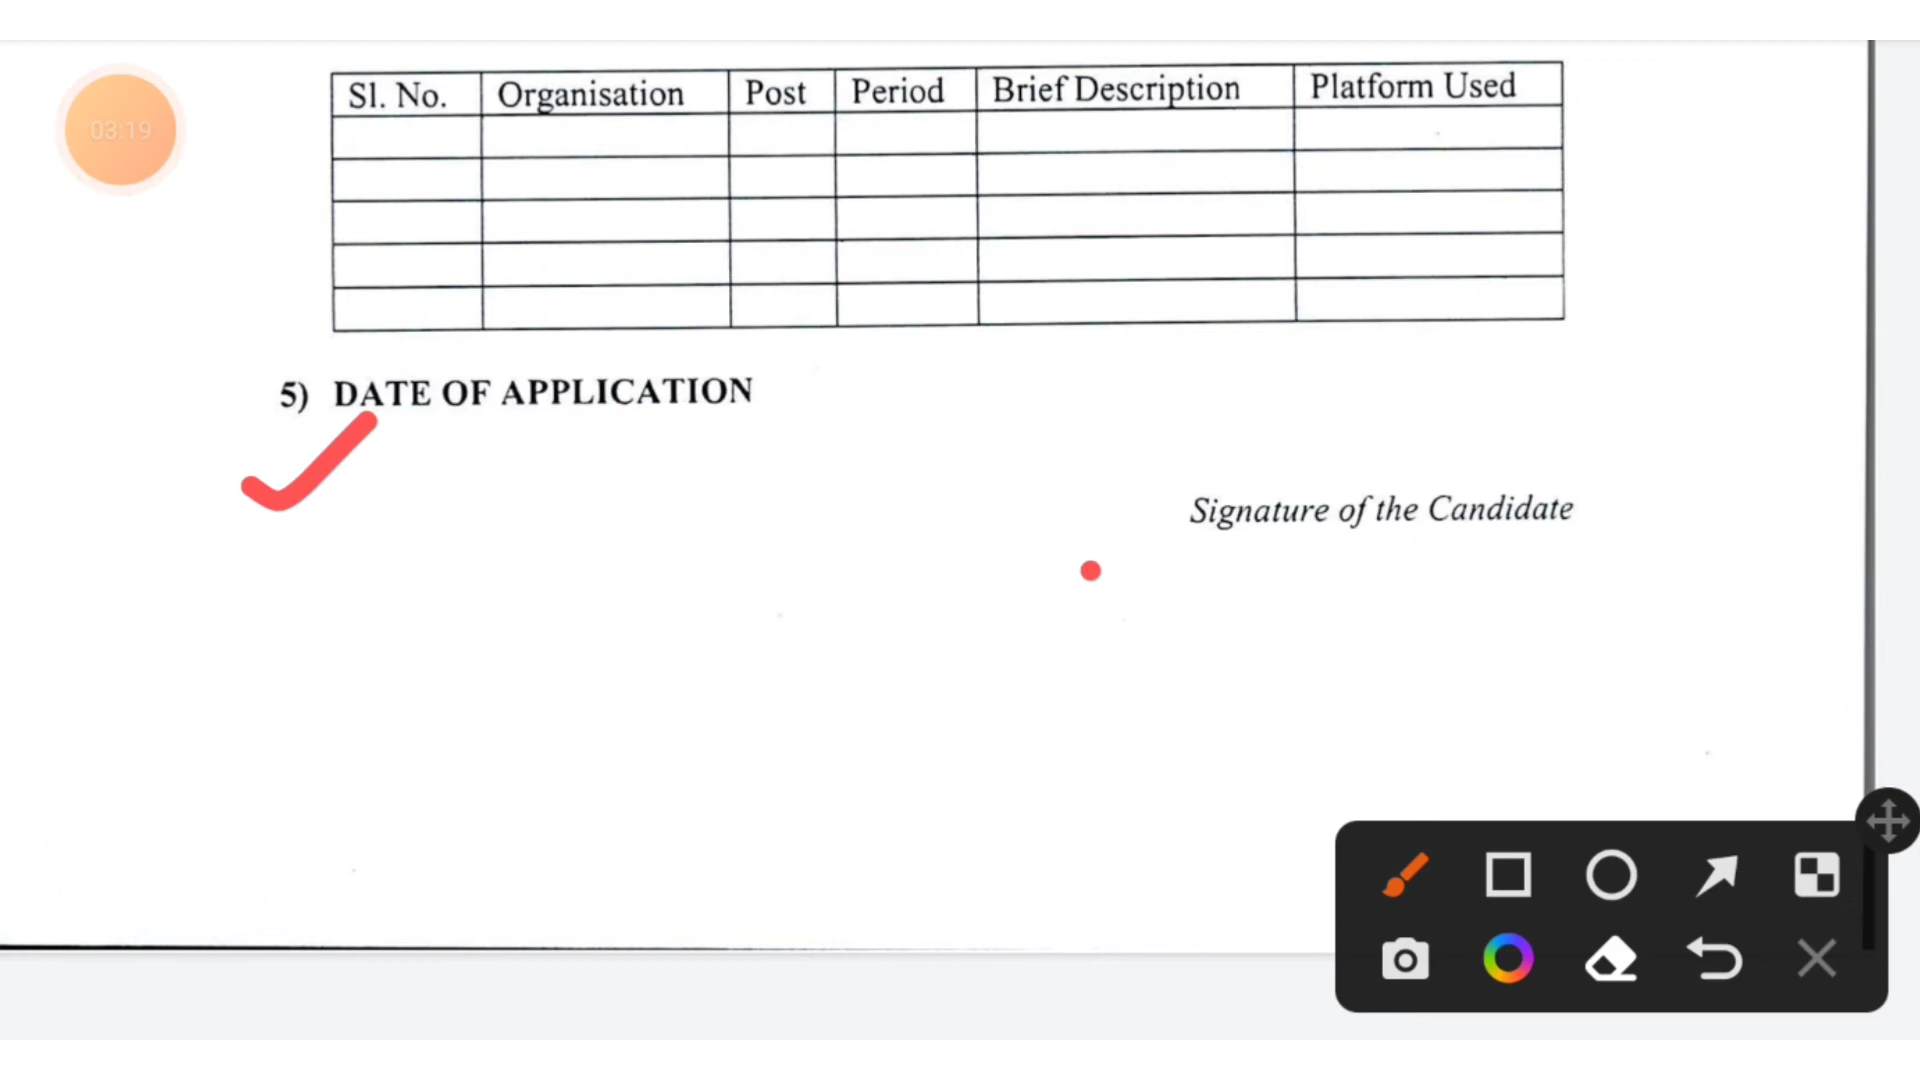 03:19
Sl. No. Organisation Post Period Brief Description Platform Used
5) DATE OF APPLICATION
Signature of the Candidate